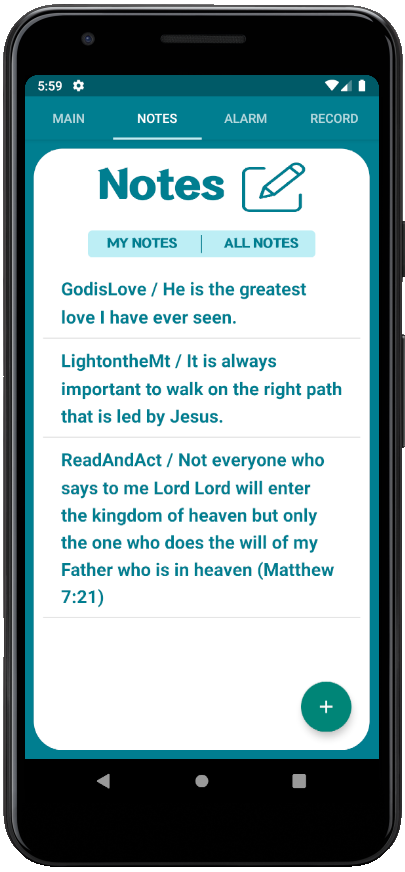 5:59
MAIN NOTES ALARM RECORD
Notes
MY NOTES | ALL NOTES
GodisLove / He is the greatest
love I have ever seen.
LightontheMt / It is always
important to walk on the right path
that is led by Jesus.
ReadAndAct / Not everyone who
says to me Lord Lord will enter
the kingdom of heaven but only
the one who does the will of my
Father who is in heaven (Matthew
7:21)
+